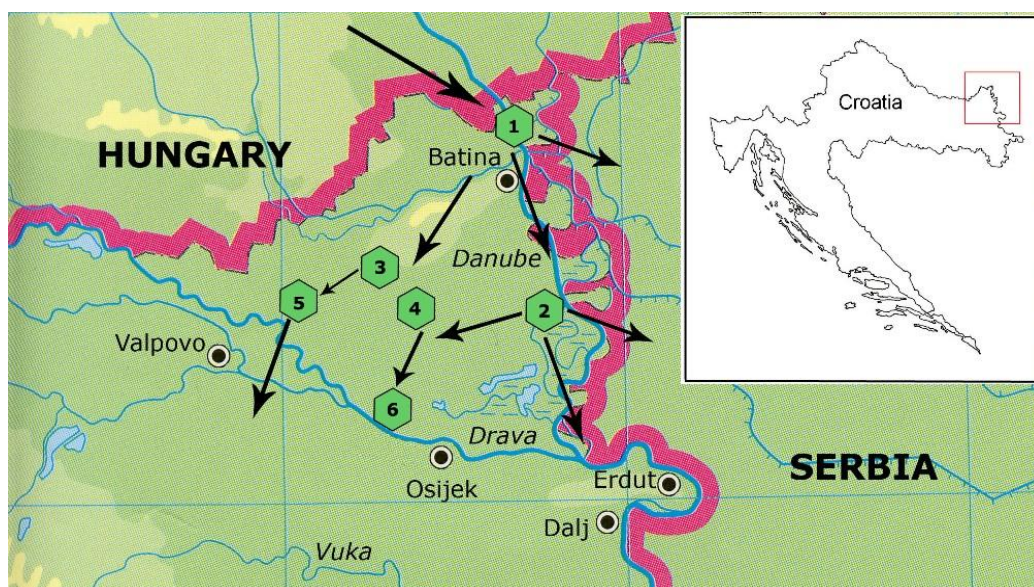 Croatia
1
HUNGARY
Batina
3
Danube
5
4
2
Valpovo
6
Drava
SERBIA
Osijek
Erdut
Dalj
Vuka